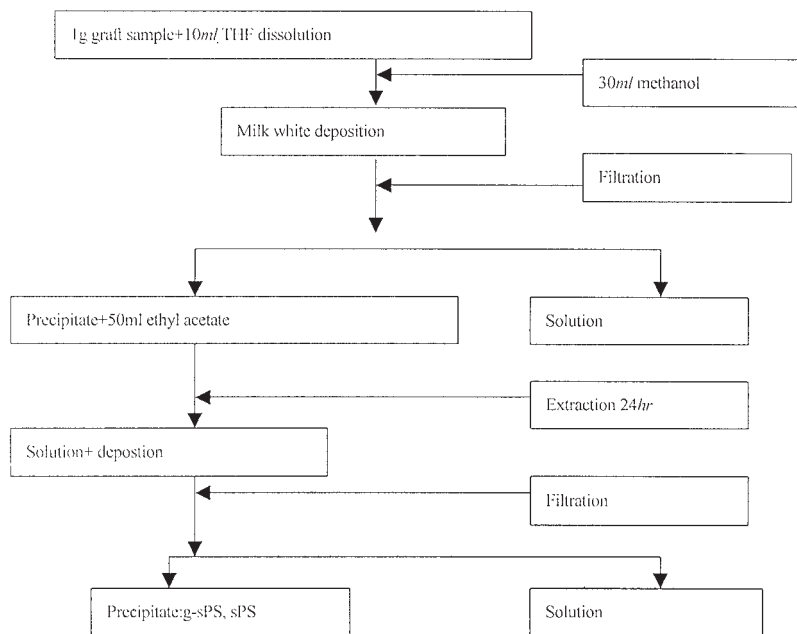 1g graft sample+10ml THF dissolution
30ml methanol
Milk white deposition
Filtration
Precipitate+50ml ethyl acetate
Solution
Extraction 24hr
Solution+ depostion
Filtration
Precipitate:g-sPS, sPS
Solution